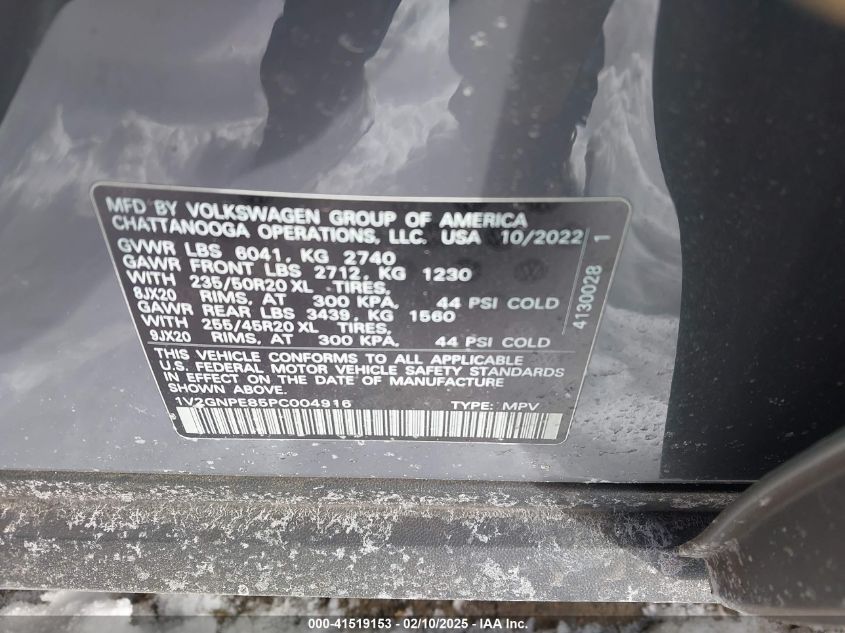 MFD BY VOLKSWAGEN GROUP OF AMERICA
CHATTANOOGA OPERATIONS, LLC. USA 10/2022
GVWR LBS 6041, KG 2740
GAWR FRONT LBS 2712, KG 1230
WITH 235/50R20 XL TIRES,
8JX20 RIMS, AT 300 KPA, 44 PSI COLD
GAWR REAR LBS 3439, KG 1560
WITH 255/45R20 XL TIRES,
9JX20 RIMS, AT 300 KPA, 44 PSI COLD
4130028 1
THIS VEHICLE CONFORMS TO ALL APPLICABLE
U.S. FEDERAL MOTOR VEHICLE SAFETY STANDARDS
IN EFFECT ON THE DATE OF MANUFACTURE
SHOWN ABOVE.
1V2GNPE85PC004916 TYPE: MPV
000-41519153 - 02/10/2025 - IAA Inc.